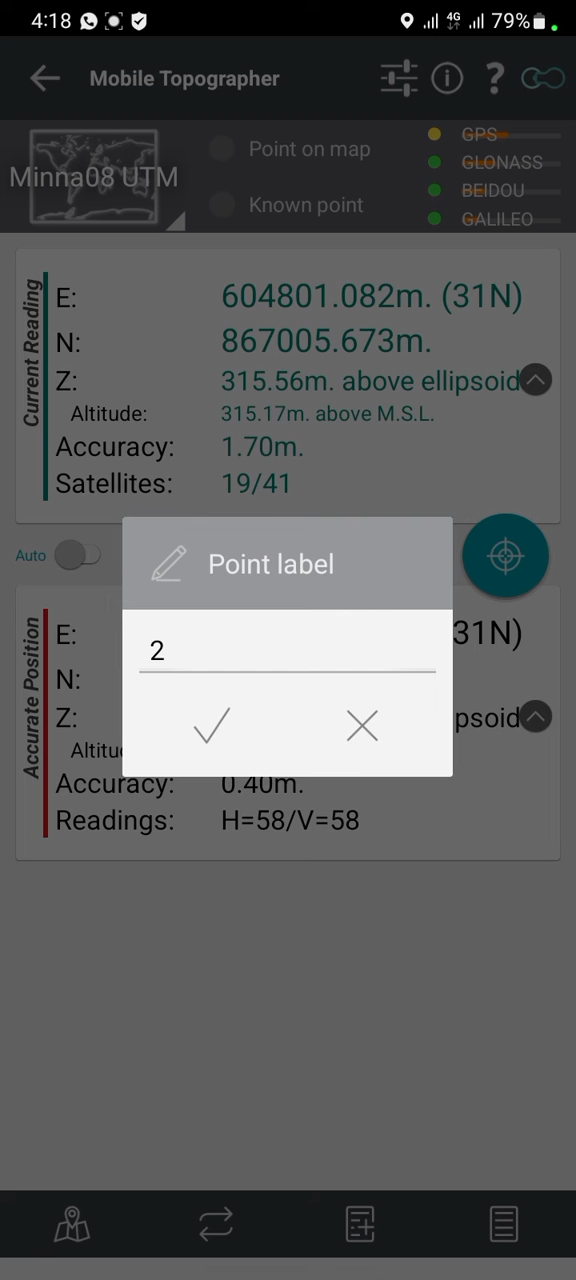 4:18
4G
79%
Mobile Topographer
Minna08 UTM
Point on map
Known point
GPS
GLONASS
BEIDOU
GALILEO
Current Reading
E: 604801.082m. (31N)
N: 867005.673m.
Z: 315.56m. above ellipsoid
Altitude: 315.17m. above M.S.L.
Accuracy: 1.70m.
Satellites: 19/41
Auto
Point label
2
Accurate Position
E: 31N)
N:
Z: psoid
Accuracy: 0.40m.
Readings: H=58/V=58